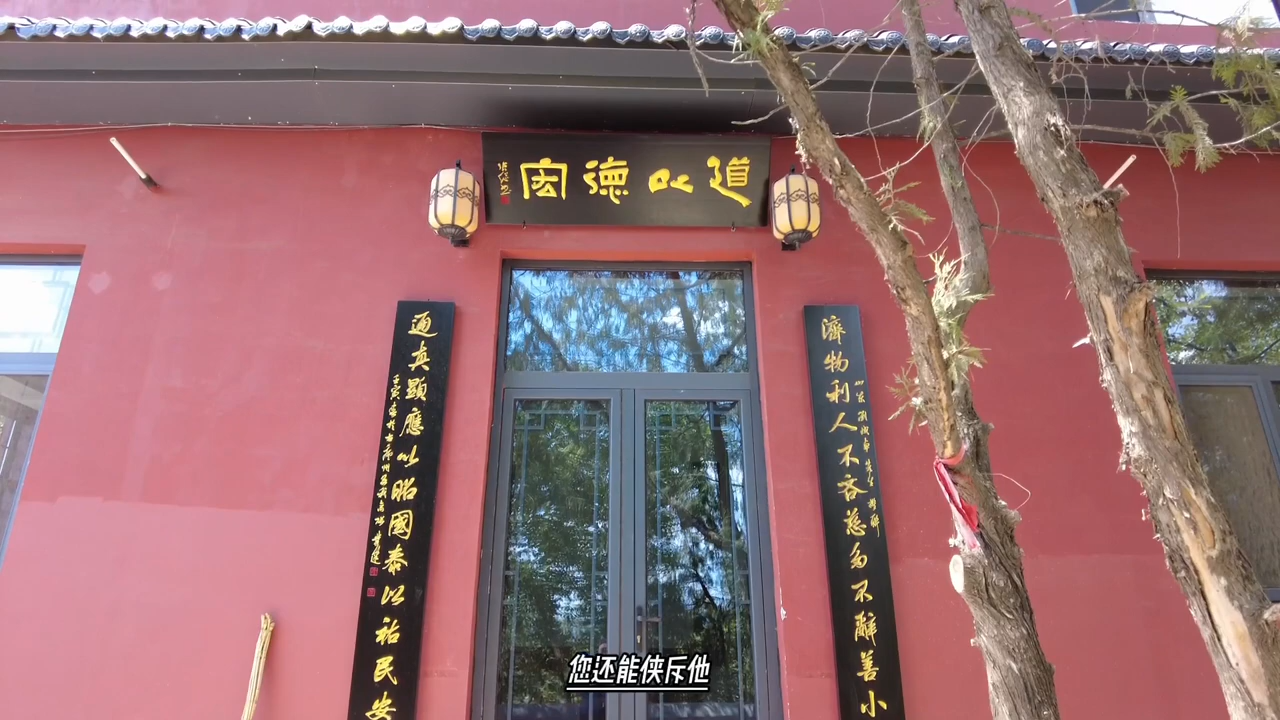 道以德宏
濟物利人不吝慈多不辭善小
通真顯應以昭國泰以祐民安
您还能侠斥他